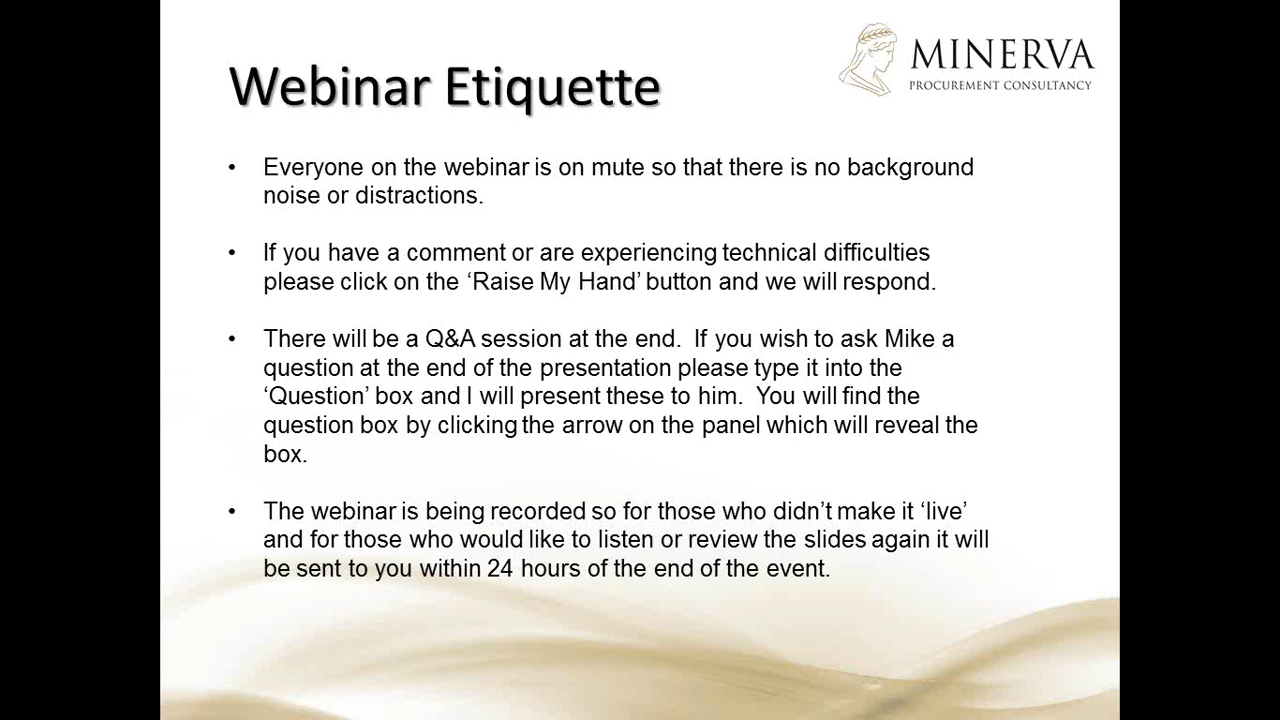 MINERVA
PROCUREMENT CONSULTANCY
Webinar Etiquette
• Everyone on the webinar is on mute so that there is no background
noise or distractions.
• If you have a comment or are experiencing technical difficulties
please click on the ‘Raise My Hand’ button and we will respond.
• There will be a Q&A session at the end.  If you wish to ask Mike a
question at the end of the presentation please type it into the
‘Question’ box and I will present these to him.  You will find the
question box by clicking the arrow on the panel which will reveal the
box.
• The webinar is being recorded so for those who didn’t make it ‘live’
and for those who would like to listen or review the slides again it will
be sent to you within 24 hours of the end of the event.